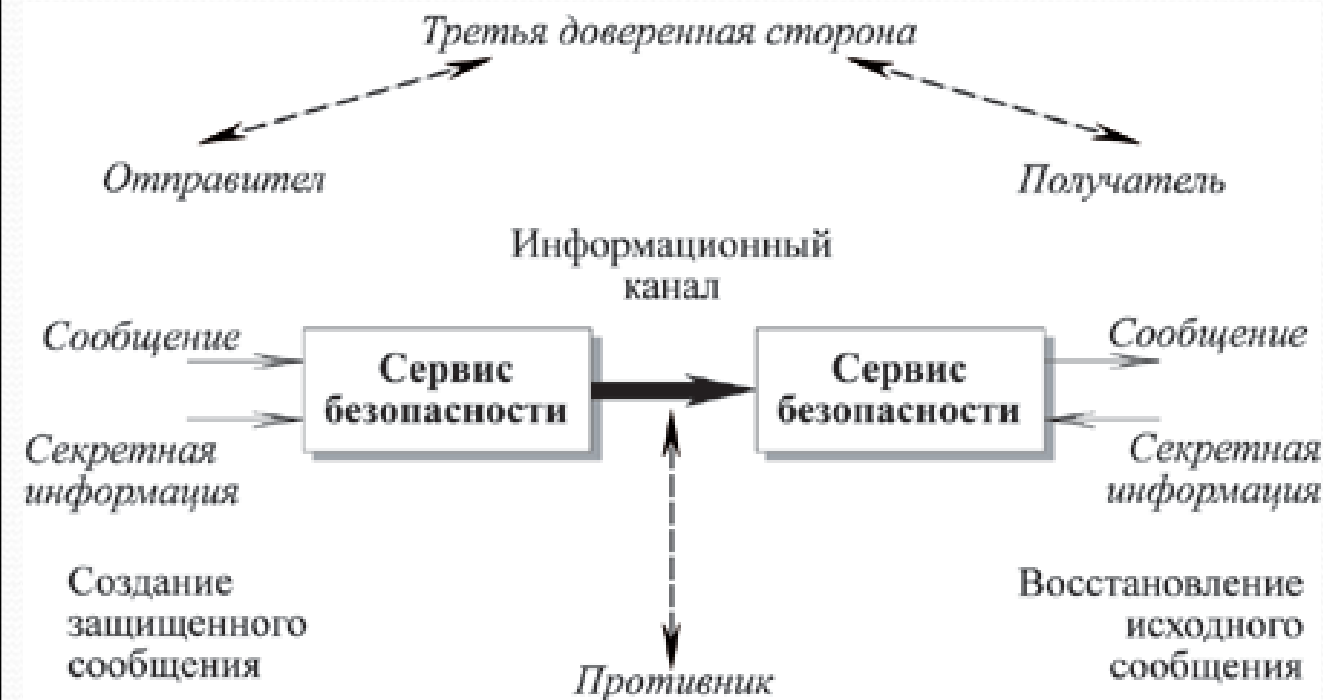 Третья доверенная сторона
Отправител
Получатель
Информационный
канал
Сообщение
Сервис
безопасности
Сервис
безопасности
Сообщение
Секретная
информация
Секретная
информация
Создание
защищенного
сообщения
Восстановление
исходного
сообщения
Противник